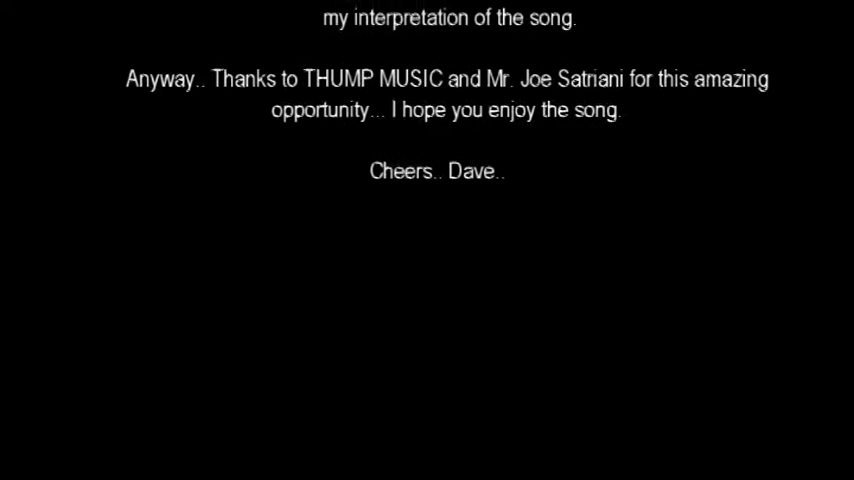 my interpretation of the song.
Anyway.. Thanks to THUMP MUSIC and Mr. Joe Satriani for this amazing
opportunity... I hope you enjoy the song.
Cheers.. Dave..